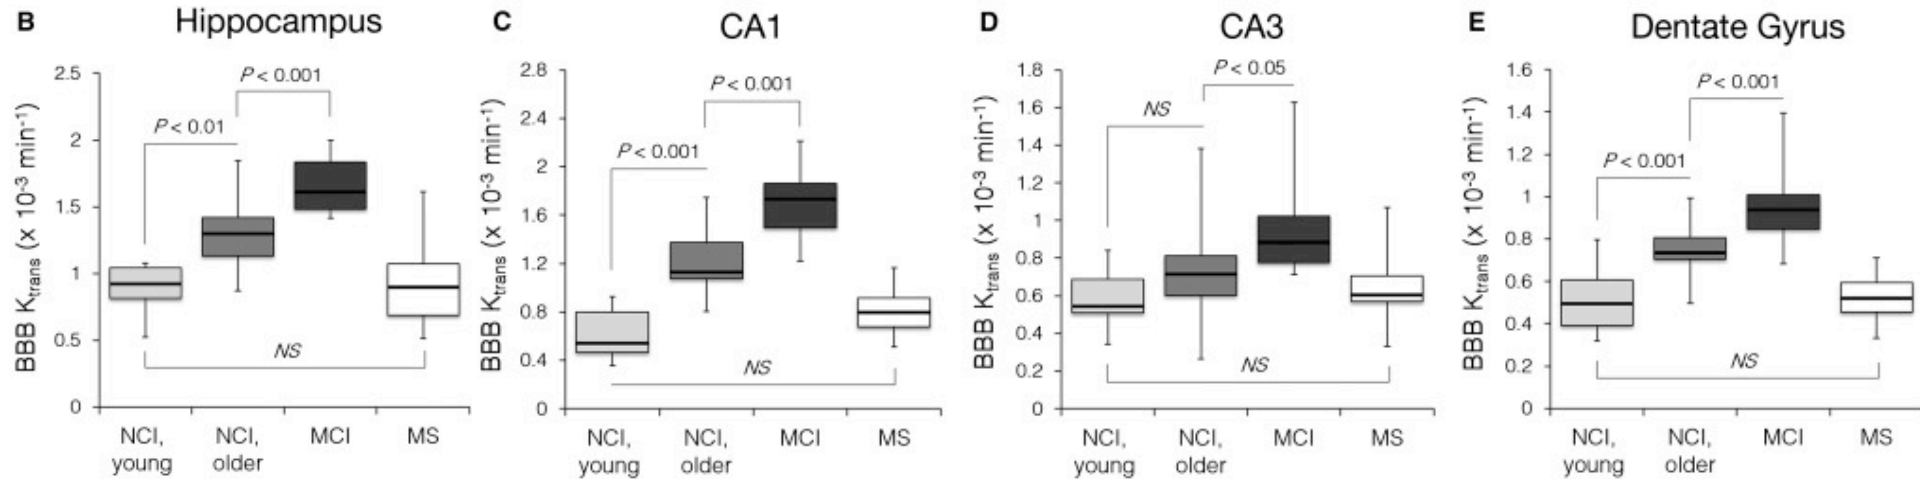 B Hippocampus
BBB Ktrans (x 10-3 min-1)
2.5
2
1.5
1
0.5
0
P < 0.001
P < 0.01
NS
NCI, young
NCI, older
MCI
MS
C CA1
BBB Ktrans (x 10-3 min-1)
2.8
2.4
2
1.6
1.2
0.8
0.4
0
P < 0.001
P < 0.001
NS
NCI, young
NCI, older
MCI
MS
D CA3
BBB Ktrans (x 10-3 min-1)
1.8
1.6
1.4
1.2
1
0.8
0.6
0.4
0.2
0
P < 0.05
NS
NS
NCI, young
NCI, older
MCI
MS
E Dentate Gyrus
BBB Ktrans (x 10-3 min-1)
1.6
1.4
1.2
1
0.8
0.6
0.4
0.2
0
P < 0.001
P < 0.001
NS
NCI, young
NCI, older
MCI
MS